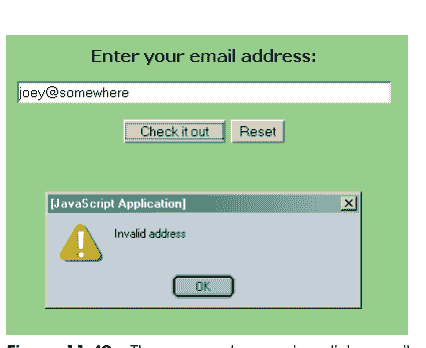 Enter your email address:
joey@somewhere
Check it out Reset
[JavaScript Application]
Invalid address
OK